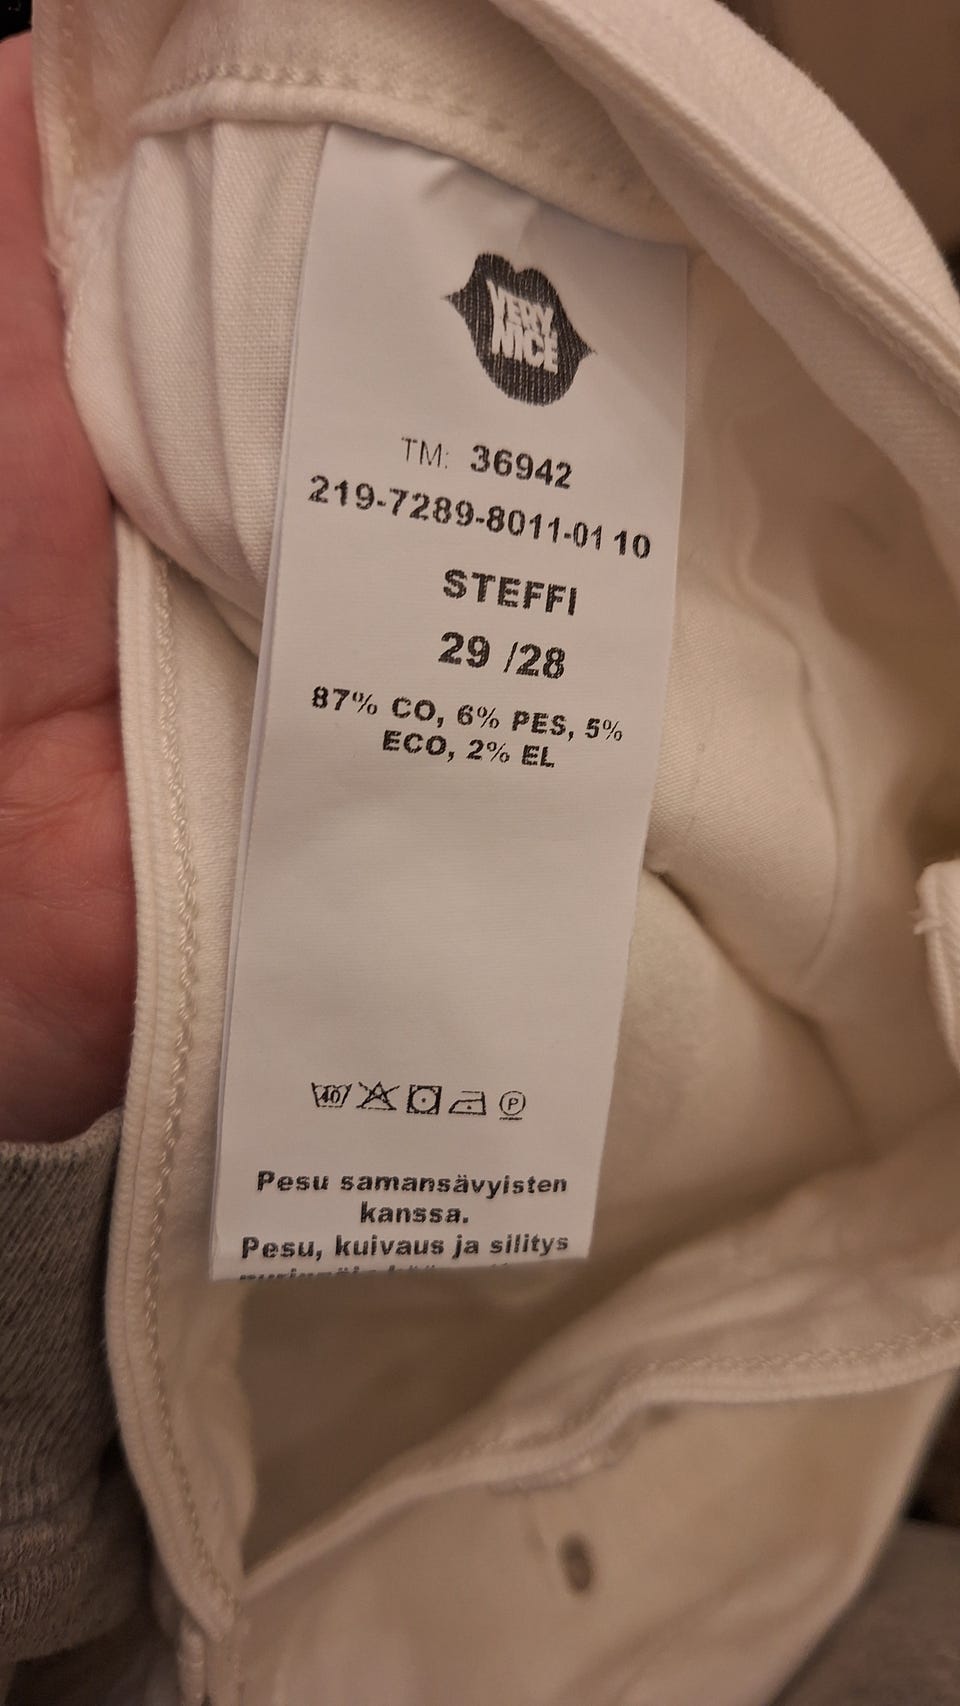 VERY
NICE
TM: 36942
219-7289-8011-01 10
STEFFI
29 /28
87% CO, 6% PES, 5%
ECO, 2% EL
40
P
Pesu samansävyisten
kanssa.
Pesu, kuivaus ja silitys